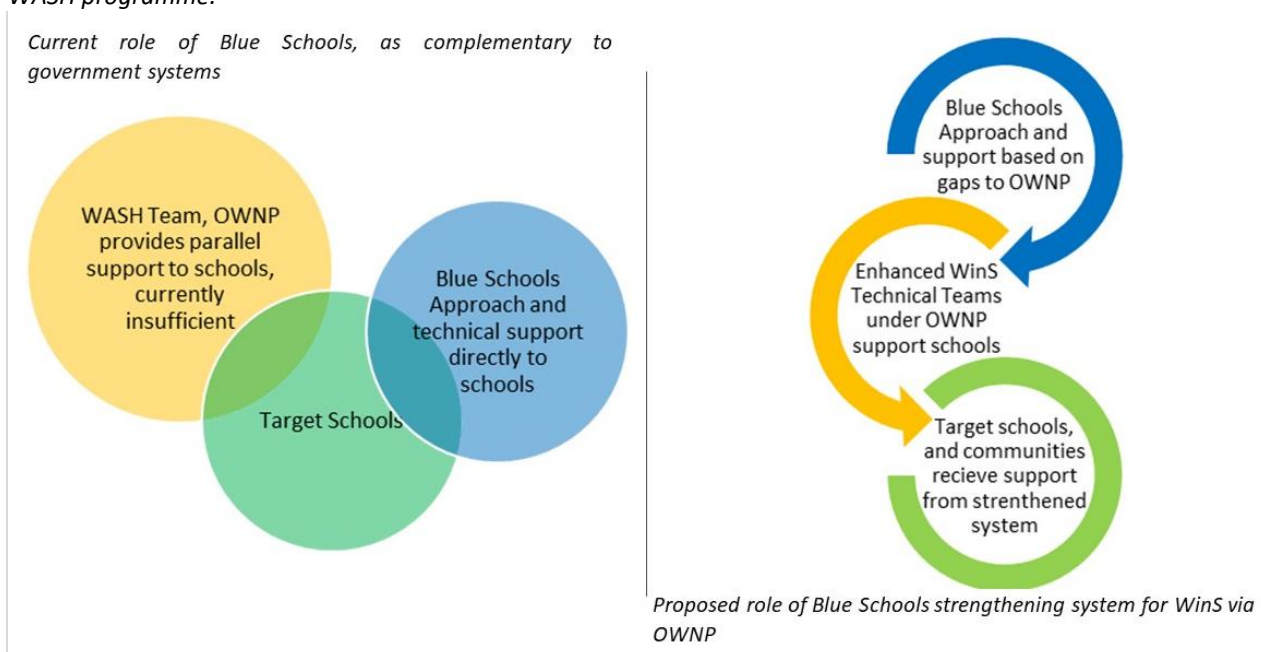 WASH programme.
Current role of Blue Schools, as complementary to
government systems
WASH Team, OWNP
provides parallel
support to schools,
currently
insufficient
Blue Schools
Approach and
technical support
directly to
schools
Target Schools
Blue Schools
Approach and
support based on
gaps to OWNP
Enhanced WinS
Technical Teams
under OWNP
support schools
Target schools,
and communities
recieve support
from strenthened
system
Proposed role of Blue Schools strengthening system for WinS via
OWNP